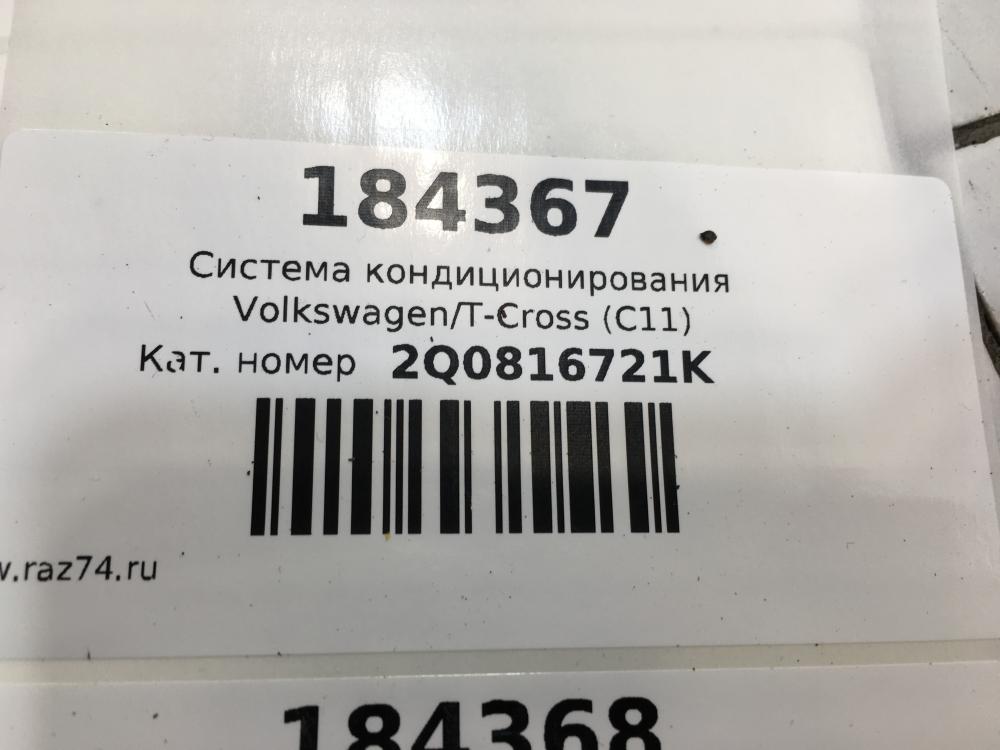 184367
Система кондиционирования
Volkswagen/T-Cross (C11)
Кат. номер 2Q0816721K
w.raz74.ru
184368